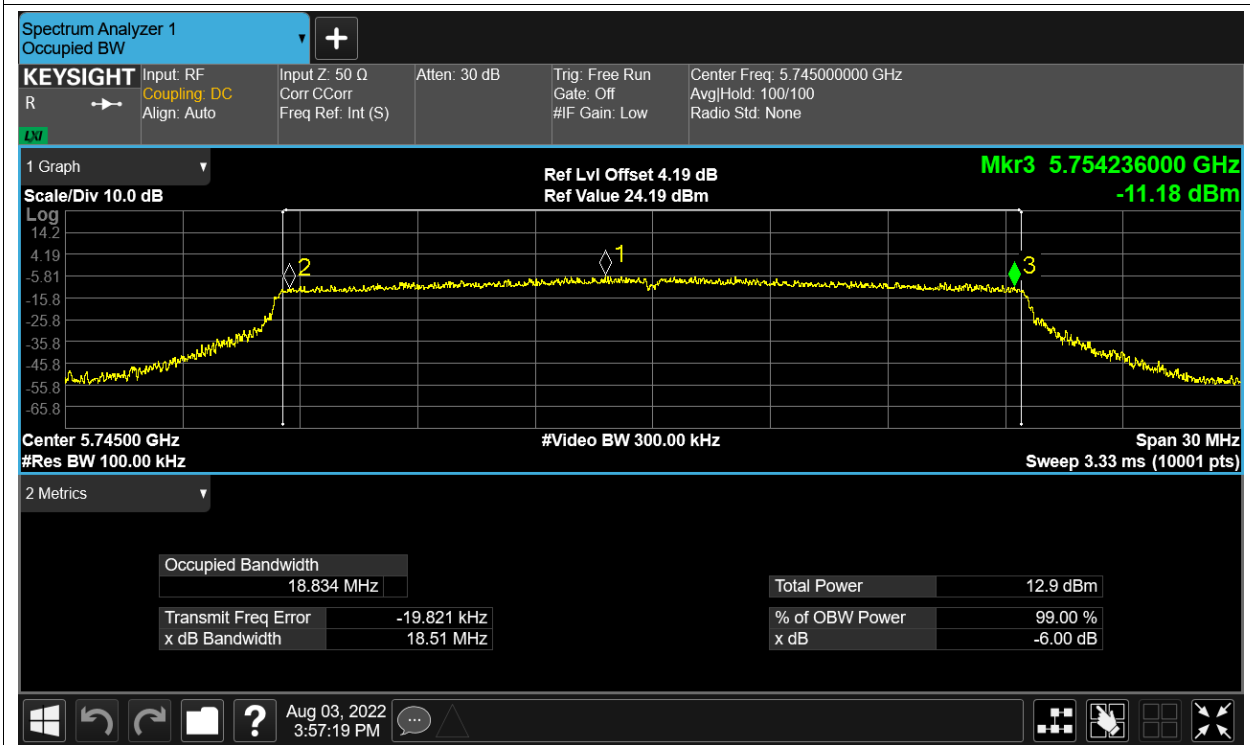 Spectrum Analyzer 1
Occupied BW
KEYSIGHT
R
LXI
Input: RF
Coupling: DC
Align: Auto
Input Z: 50 Ω
Corr CCorr
Freq Ref: Int (S)
Atten: 30 dB
Trig: Free Run
Gate: Off
#IF Gain: Low
Center Freq: 5.745000000 GHz
Avg|Hold: 100/100
Radio Std: None
1 Graph
Scale/Div 10.0 dB
Ref Lvl Offset 4.19 dB
Ref Value 24.19 dBm
Mkr3 5.754236000 GHz
-11.18 dBm
Log
14.2
4.19
-5.81
-15.8
-25.8
-35.8
-45.8
-55.8
-65.8
2
1
3
Center 5.74500 GHz
#Res BW 100.00 kHz
#Video BW 300.00 kHz
Span 30 MHz
Sweep 3.33 ms (10001 pts)
2 Metrics
Occupied Bandwidth
18.834 MHz
Transmit Freq Error -19.821 kHz
x dB Bandwidth 18.51 MHz
Total Power 12.9 dBm
% of OBW Power 99.00 %
x dB -6.00 dB
?
Aug 03, 2022
3:57:19 PM